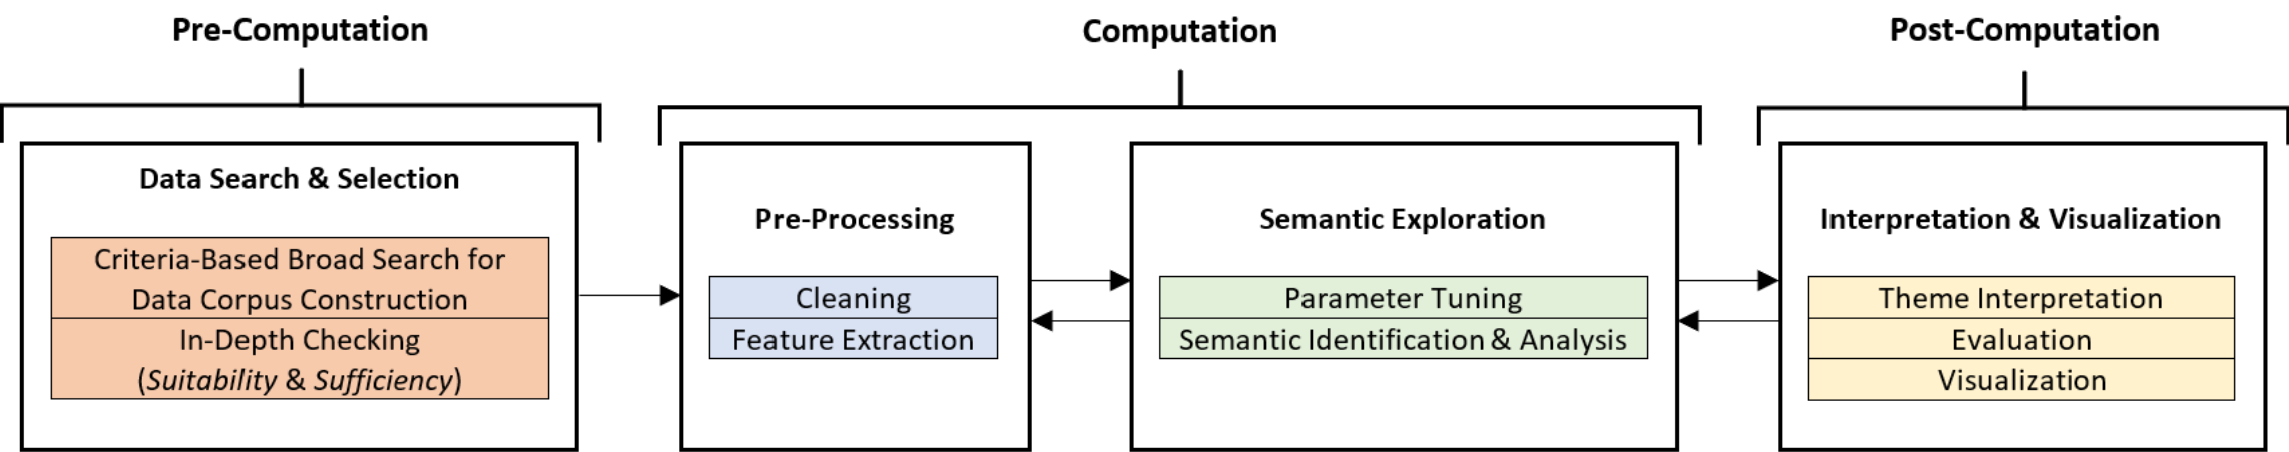 Pre-Computation
Computation
Post-Computation
Data Search & Selection
Criteria-Based Broad Search for
Data Corpus Construction
In-Depth Checking
(Suitability & Sufficiency)
Pre-Processing
Cleaning
Feature Extraction
Semantic Exploration
Parameter Tuning
Semantic Identification & Analysis
Interpretation & Visualization
Theme Interpretation
Evaluation
Visualization